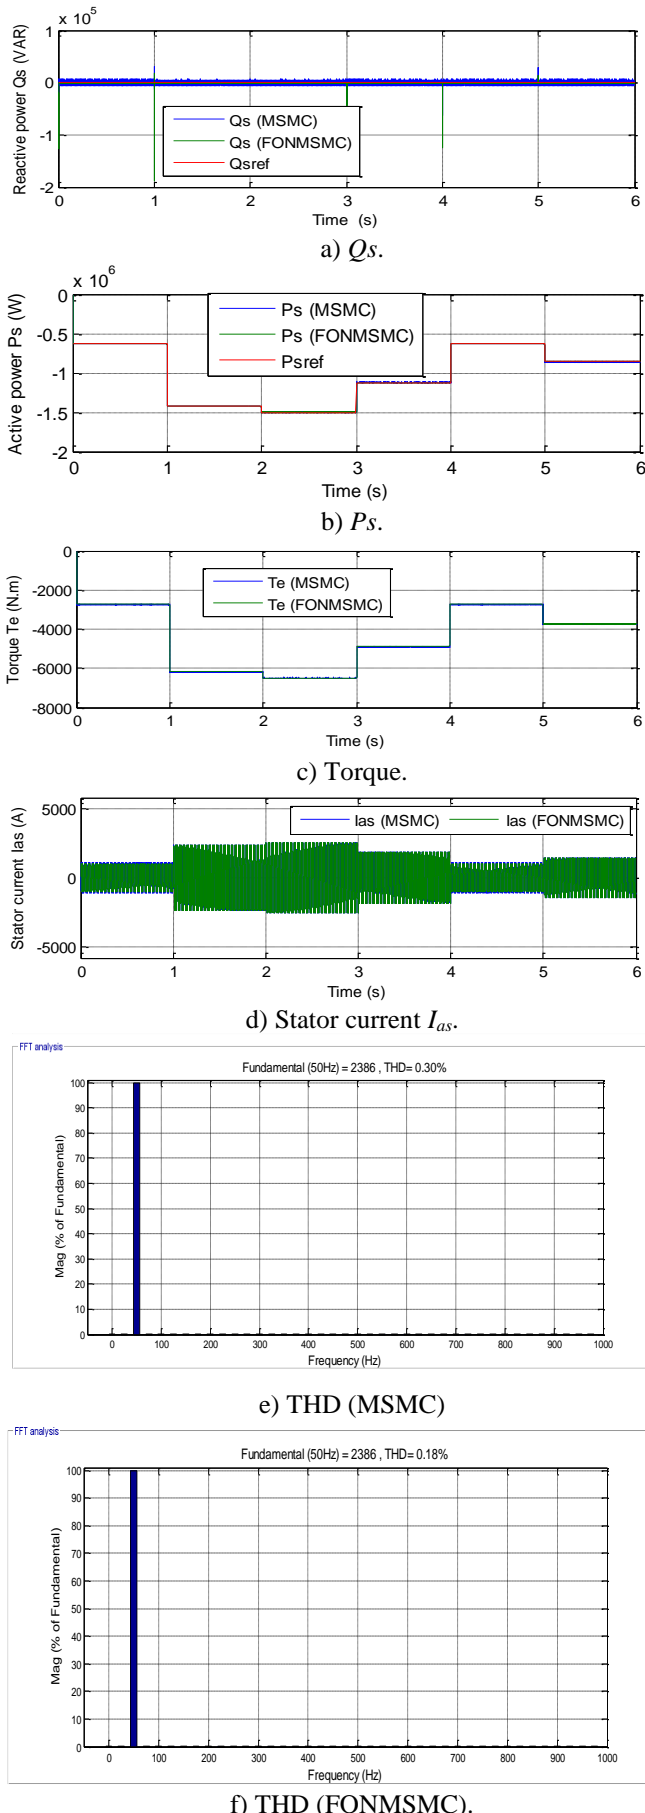 x 10^5
1
0
-1
-2
Reactive power Qs (VAR)
Qs (MSMC)
Qs (FONMSMC)
Qsref
0 1 2 3 4 5 6
Time (s)
a) Qs.
x 10^6
0
-0.5
-1
-1.5
-2
Active power Ps (W)
Ps (MSMC)
Ps (FONMSMC)
Psref
0 1 2 3 4 5 6
Time (s)
b) Ps.
0
-2000
-4000
-6000
-8000
Torque Te (N.m)
Te (MSMC)
Te (FONMSMC)
0 1 2 3 4 5 6
Time (s)
c) Torque.
5000
0
-5000
Stator current Ias (A)
Ias (MSMC) Ias (FONMSMC)
0 1 2 3 4 5 6
Time (s)
d) Stator current Ias.
FFT analysis
Fundamental (50Hz) = 2386 , THD= 0.30%
100
90
80
70
60
50
40
30
20
10
0
Mag (% of Fundamental)
0 100 200 300 400 500 600 700 800 900 1000
Frequency (Hz)
e) THD (MSMC)
FFT analysis
Fundamental (50Hz) = 2386 , THD= 0.18%
100
90
80
70
60
50
40
30
20
10
0
Mag (% of Fundamental)
0 100 200 300 400 500 600 700 800 900 1000
Frequency (Hz)
f) THD (FONMSMC).